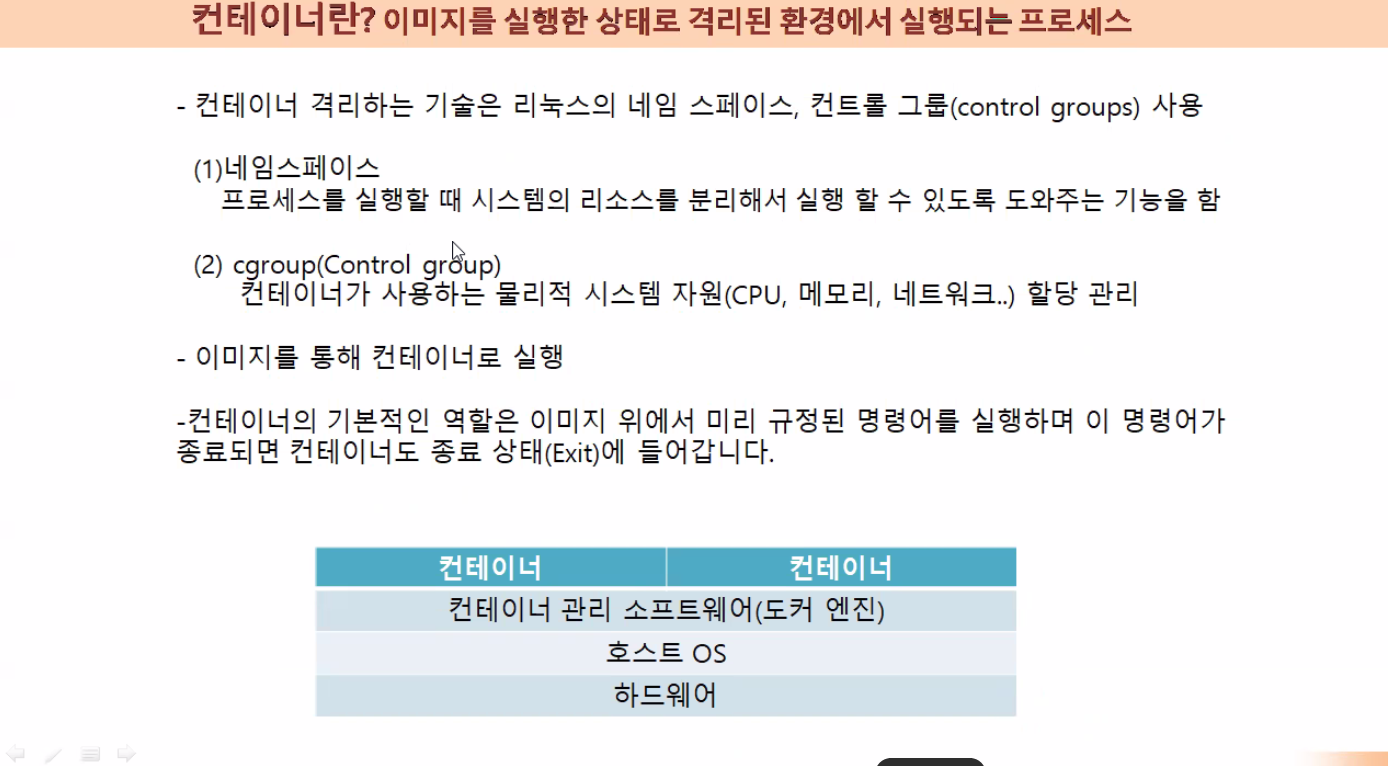 컨테이너란? 이미지를 실행한 상태로 격리된 환경에서 실행되는 프로세스
- 컨테이너 격리하는 기술은 리눅스의 네임 스페이스, 컨트롤 그룹(control groups) 사용
(1)네임스페이스
프로세스를 실행할 때 시스템의 리소스를 분리해서 실행 할 수 있도록 도와주는 기능을 함
(2) cgroup(Control group)
컨테이너가 사용하는 물리적 시스템 자원(CPU, 메모리, 네트워크..) 할당 관리
- 이미지를 통해 컨테이너로 실행
-컨테이너의 기본적인 역할은 이미지 위에서 미리 규정된 명령어를 실행하며 이 명령어가
종료되면 컨테이너도 종료 상태(Exit)에 들어갑니다.
컨테이너 컨테이너
컨테이너 관리 소프트웨어(도커 엔진)
호스트 OS
하드웨어